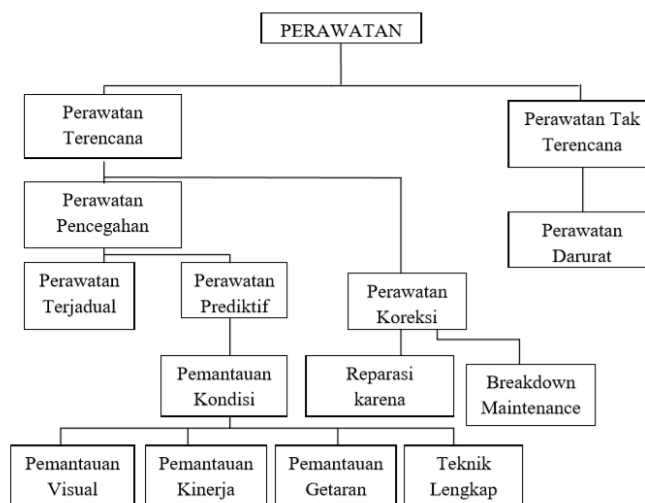 PERAWATAN
Perawatan
Terencana
Perawatan Tak
Terencana
Perawatan
Pencegahan
Perawatan
Darurat
Perawatan
Terjadual
Perawatan
Prediktif
Perawatan
Koreksi
Pemantauan
Kondisi
Reparasi
karena
Breakdown
Maintenance
Pemantauan
Visual
Pemantauan
Kinerja
Pemantauan
Getaran
Teknik
Lengkap